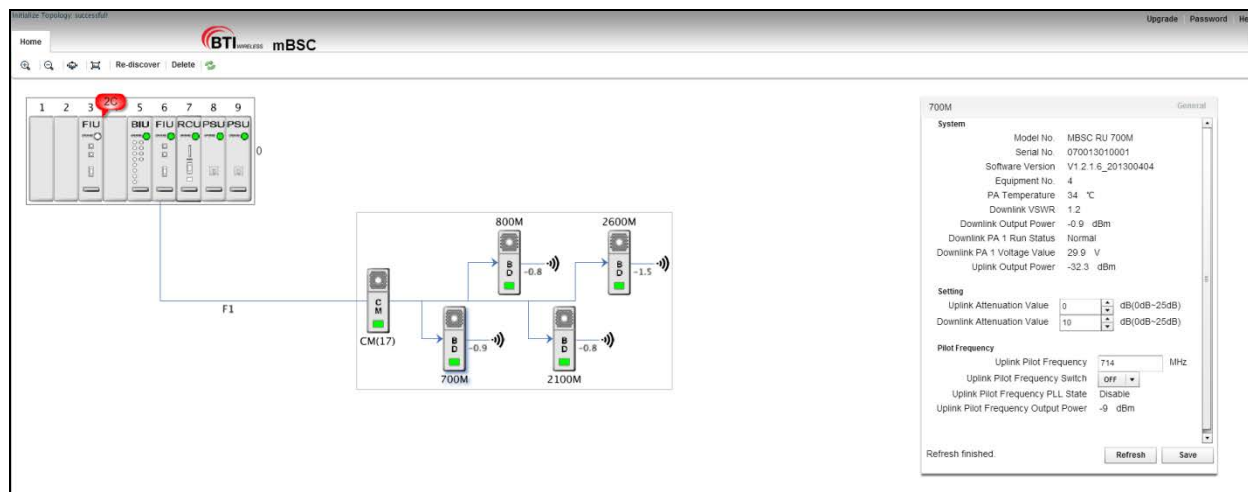 Initialize Topology: successful!
Upgrade Password He
Home
BTI WIRELESS mBSC
Re-discover Delete
1 2 3 2C 5 6 7 8 9
FIU BIU FIU RCU PSU PSU
0
F1
CM
CM(17)
800M
BD
-0.8
2600M
BD
-1.5
BD
-0.9
700M
BD
-0.8
2100M
700M General
System
Model No. MBSC RU 700M
Serial No. 070013010001
Software Version V1.2.1.6_201300404
Equipment No. 4
PA Temperature 34 ℃
Downlink VSWR 1.2
Downlink Output Power -0.9 dBm
Downlink PA 1 Run Status Normal
Downlink PA 1 Voltage Value 29.9 V
Uplink Output Power -32.3 dBm
Setting
Uplink Attenuation Value 0 dB(0dB~25dB)
Downlink Attenuation Value 10 dB(0dB~25dB)
Pilot Frequency
Uplink Pilot Frequency 714 MHz
Uplink Pilot Frequency Switch OFF
Uplink Pilot Frequency PLL State Disable
Uplink Pilot Frequency Output Power -9 dBm
Refresh finished. Refresh Save